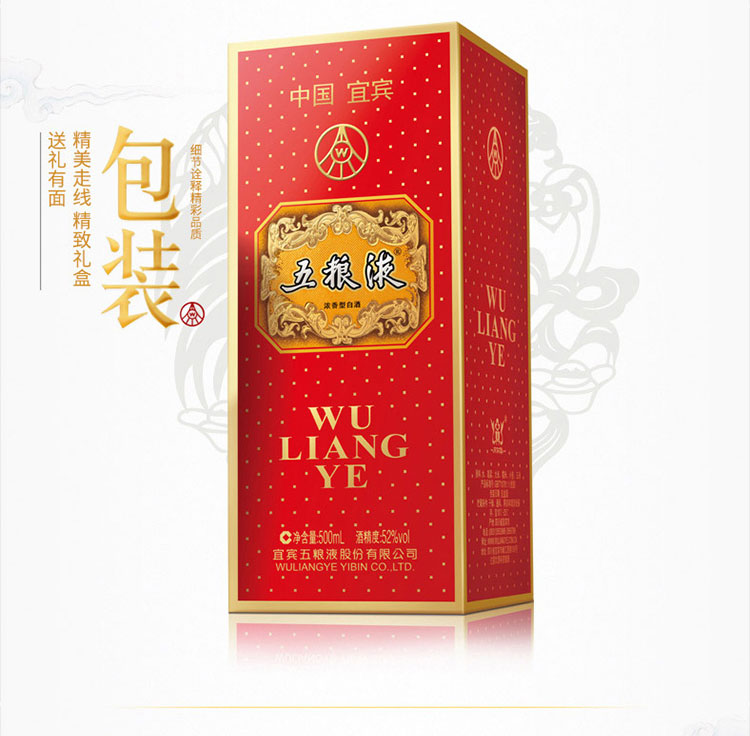 包装
细节诠释精彩品质
精美走线 精致礼盒
送礼有面
中国 宜宾
W
五粮液®
浓香型白酒
WU
LIANG
YE
净含量:500mL 酒精度:52%vol
宜宾五粮液股份有限公司
WULIANGYE YIBIN CO.,LTD.
WU
LIANG
YE